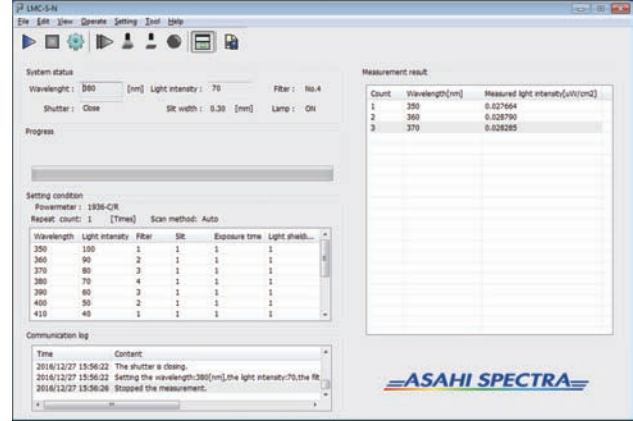 LMC-S-N
File Edit View Operate Setting Tool Help
System status
Wavelenght : 380 [nm] Light intensity : 70 Filter : No.4
Shutter : Close Slit width : 0.30 [mm] Lamp : ON
Progress
Setting condition
Powermeter : 1936-C/R
Repeat count: 1 [Times] Scan method: Auto
Wavelength Light intensity Filter Slit Exposure time Light shieldi...
350 100 1 1 1 1
360 90 2 1 1 1
370 80 3 1 1 1
380 70 4 1 1 1
390 60 3 1 1 1
400 50 2 1 1 1
410 40 1 1 1 1
Communication log
Time Content
2016/12/27 15:56:22 The shutter is closing.
2016/12/27 15:56:22 Setting the wavelength:380[nm],the light intensity:70,the filt
2016/12/27 15:56:26 Stopped the measurement.
Measurement result
Count Wavelength[nm] Measured light intensity[uW/cm2]
1 350 0.027664
2 360 0.028790
3 370 0.028285
ASAHI SPECTRA